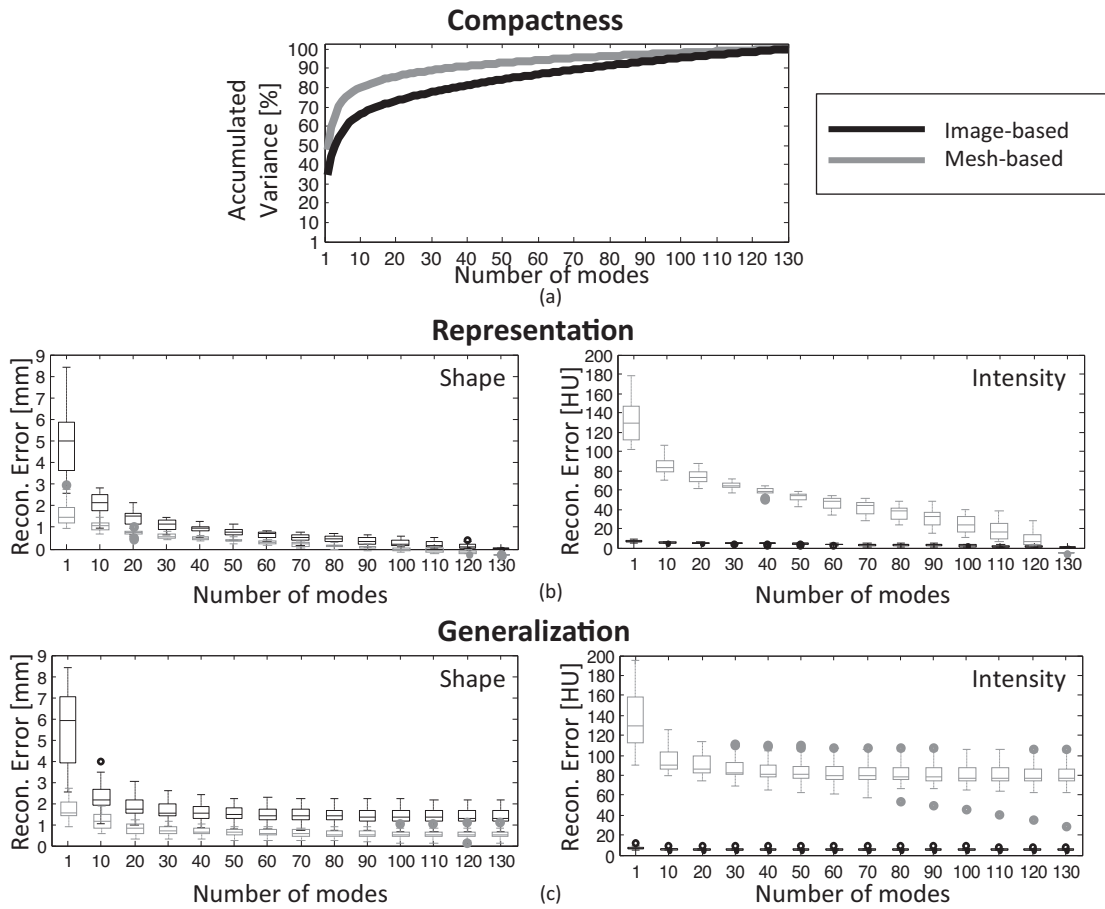 Compactness
Accumulated
Variance [%]
100
90
80
70
60
50
40
30
20
10
1
1 10 20 30 40 50 60 70 80 90 100 110 120 130
Number of modes
(a)
Image-based
Mesh-based
Representation
Recon. Error [mm]
9
8
7
6
5
4
3
2
1
0
Shape
1 10 20 30 40 50 60 70 80 90 100 110 120 130
Number of modes
Recon. Error [HU]
200
180
160
140
120
100
80
60
40
20
0
Intensity
1 10 20 30 40 50 60 70 80 90 100 110 120 130
Number of modes
(b)
Generalization
Recon. Error [mm]
9
8
7
6
5
4
3
2
1
0
Shape
1 10 20 30 40 50 60 70 80 90 100 110 120 130
Number of modes
Recon. Error [HU]
200
180
160
140
120
100
80
60
40
20
0
Intensity
1 10 20 30 40 50 60 70 80 90 100 110 120 130
Number of modes
(c)